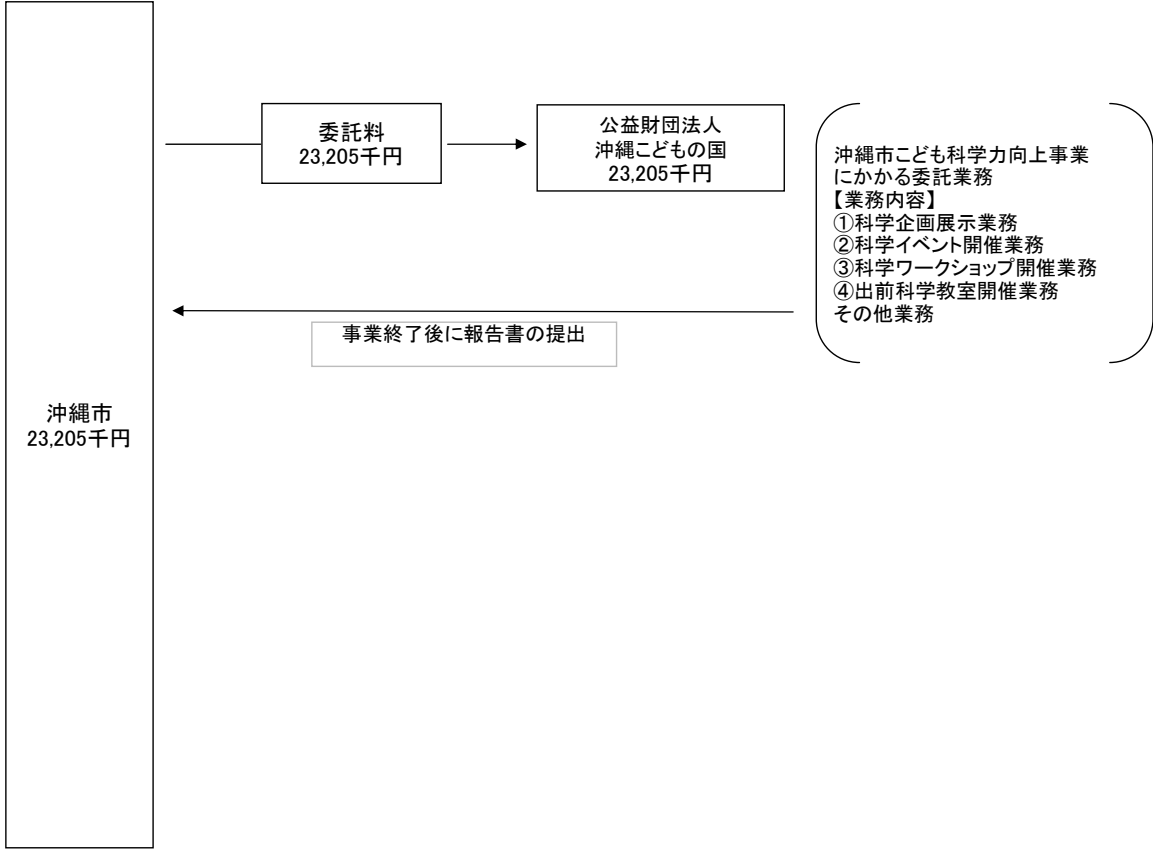 委託料
23,205千円
公益財団法人
沖縄こどもの国
23,205千円
沖縄市こども科学力向上事業
にかかる委託業務
【業務内容】
①科学企画展示業務
②科学イベント開催業務
③科学ワークショップ開催業務
④出前科学教室開催業務
その他業務
事業終了後に報告書の提出
沖縄市
23,205千円